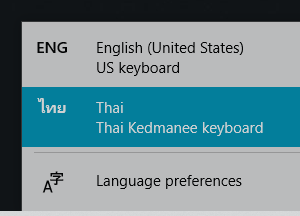 ENG English (United States)
US keyboard
ไทย Thai
Thai Kedmanee keyboard
A字 Language preferences